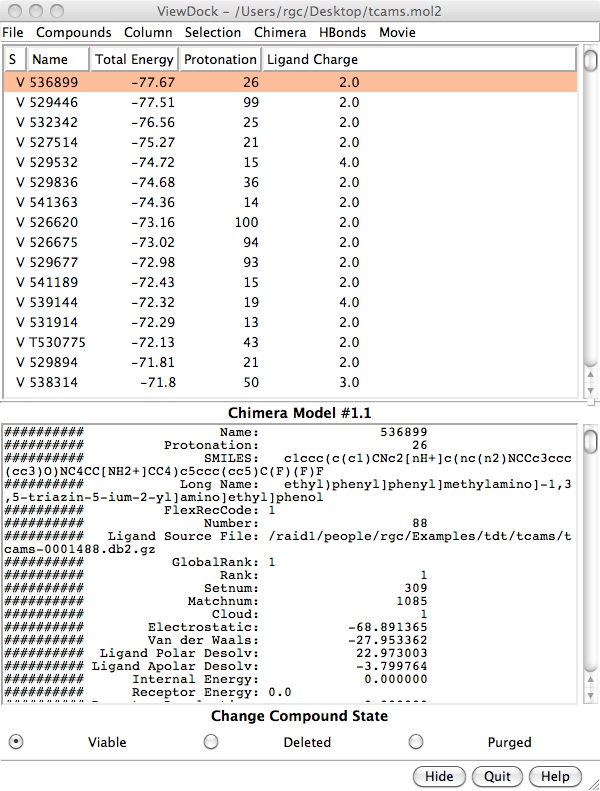 ViewDock - /Users/rgc/Desktop/tcams.mol2
File Compounds Column Selection Chimera HBonds Movie
S Name Total Energy Protonation Ligand Charge
V 536899 -77.67 26 2.0
V 529446 -77.51 99 2.0
V 532342 -76.56 25 2.0
V 527514 -75.27 21 2.0
V 529532 -74.72 15 4.0
V 529836 -74.68 36 2.0
V 541363 -74.36 14 2.0
V 526620 -73.16 100 2.0
V 526675 -73.02 94 2.0
V 529677 -72.98 93 2.0
V 541189 -72.43 15 2.0
V 539144 -72.32 19 4.0
V 531914 -72.29 13 2.0
V T530775 -72.13 43 2.0
V 529894 -71.81 21 2.0
V 538314 -71.8 50 3.0
Chimera Model #1.1
########## Name: 536899
########## Protonation: 26
########## SMILES: c1ccc(c(c1)CNc2[nH+]c(nc(n2)NCCc3ccc
(cc3)O)NC4CC[NH2+]CC4)c5ccc(cc5)C(F)(F)F
########## Long Name: ethyl)phenyl]phenyl]methylamino]-1,3
,5-triazin-5-ium-2-yl]amino]ethyl]phenol
########## FlexRecCode: 1
########## Number: 88
########## Ligand Source File: /raid1/people/rgc/Examples/tdt/tcams/t
cams-0001488.db2.gz
########## GlobalRank: 1
########## Rank: 1
########## Setnum: 309
########## Matchnum: 1085
########## Cloud: 1
########## Electrostatic: -68.891365
########## Van der Waals: -27.953362
########## Ligand Polar Desolv: 22.973003
########## Ligand Apolar Desolv: -3.799764
########## Internal Energy: 0.000000
########## Receptor Energy: 0.0
Change Compound State
Viable Deleted Purged
Hide Quit Help